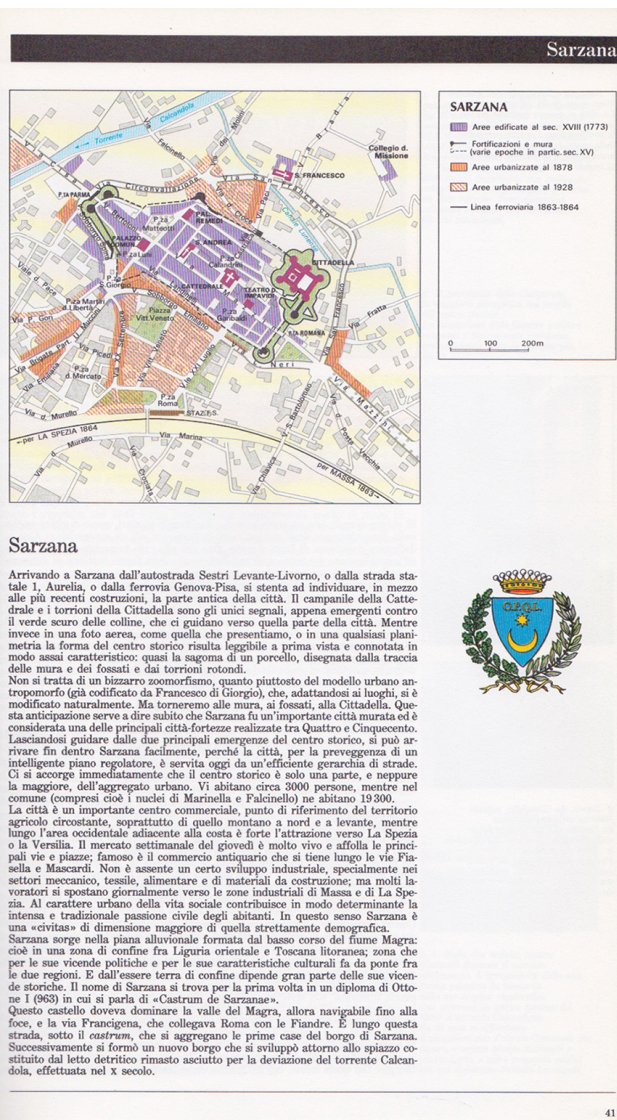 Sarzana
SARZANA
Aree edificate al sec. XVIII (1773)
Fortificazioni e mura
(varie epoche in partic. sec. XV)
Aree urbanizzate al 1878
Aree urbanizzate al 1928
Linea ferroviaria 1863-1864
0 100 200m
Torrente
Calcandola
Via Falcinello
Collegio d.
Missione
S. FRANCESCO
Circonvallazione
P.TA PARMA
P.za
Matteotti
PAL.
REMEDI
PALAZZO
COMUN.
S. ANDREA
P.za Luni
P.za
Calandrini
CITTADELLA
P.za
S.Giorgio
CATTEDRALE
TEATRO D.
IMPAVIDI
Viale d. Pace
P.za Martiri
d. Libertà
Piazza
Vitt.Veneto
P.za
Garibaldi
P.TA ROMANA
Via Fratta
Via P. Gori
Via XX Settembre
Via Brigate Part.
Via Picedi
Via Emiliana
P.za
d. Mercato
Neri
Via Mazzini
Via d. Murello
P.za
Roma
STAZ.F.S.
per LA SPEZIA 1864
Via Marina
V. S. Bartolomeo
per MASSA 1863
Sarzana
O.P.Q.L.
Arrivando a Sarzana dall'autostrada Sestri Levante-Livorno, o dalla strada sta-
tale 1, Aurelia, o dalla ferrovia Genova-Pisa, si stenta ad individuare, in mezzo
alle più recenti costruzioni, la parte antica della città. Il campanile della Catte-
drale e i torrioni della Cittadella sono gli unici segnali, appena emergenti contro
il verde scuro delle colline, che ci guidano verso quella parte della città. Mentre
invece in una foto aerea, come quella che presentiamo, o in una qualsiasi plani-
metria la forma del centro storico risulta leggibile a prima vista e connotata in
modo assai caratteristico: quasi la sagoma di un porcello, disegnata dalla traccia
delle mura e dei fossati e dai torrioni rotondi.
Non si tratta di un bizzarro zoomorfismo, quanto piuttosto del modello urbano an-
tropomorfo (già codificato da Francesco di Giorgio), che, adattandosi ai luoghi, si è
modificato naturalmente. Ma torneremo alle mura, ai fossati, alla Cittadella. Que-
sta anticipazione serve a dire subito che Sarzana fu un'importante città murata ed è
considerata una delle principali città-fortezze realizzate tra Quattro e Cinquecento.
Lasciandosi guidare dalle due principali emergenze del centro storico, si può ar-
rivare fin dentro Sarzana facilmente, perché la città, per la preveggenza di un
intelligente piano regolatore, è servita oggi da un'efficiente gerarchia di strade.
Ci si accorge immediatamente che il centro storico è solo una parte, e neppure
la maggiore, dell'aggregato urbano. Vi abitano circa 3000 persone, mentre nel
comune (compresi cioè i nuclei di Marinella e Falcinello) ne abitano 19 300.
La città è un importante centro commerciale, punto di riferimento del territorio
agricolo circostante, soprattutto di quello montano a nord e a levante, mentre
lungo l'area occidentale adiacente alla costa è forte l'attrazione verso La Spezia
o la Versilia. Il mercato settimanale del giovedì è molto vivo e affolla le princi-
pali vie e piazze; famoso è il commercio antiquario che si tiene lungo le vie Fia-
sella e Mascardi. Non è assente un certo sviluppo industriale, specialmente nei
settori meccanico, tessile, alimentare e di materiali da costruzione; ma molti la-
voratori si spostano giornalmente verso le zone industriali di Massa e di La Spe-
zia. Al carattere urbano della vita sociale contribuisce in modo determinante la
intensa e tradizionale passione civile degli abitanti. In questo senso Sarzana è
una «civitas» di dimensione maggiore di quella strettamente demografica.
Sarzana sorge nella piana alluvionale formata dal basso corso del fiume Magra:
cioè in una zona di confine fra Liguria orientale e Toscana litoranea; zona che
per le sue vicende politiche e per le sue caratteristiche culturali fa da ponte fra
le due regioni. E dall'essere terra di confine dipende gran parte delle sue vicen-
de storiche. Il nome di Sarzana si trova per la prima volta in un diploma di Otto-
ne I (963) in cui si parla di «Castrum de Sarzanae».
Questo castello doveva dominare la valle del Magra, allora navigabile fino alla
foce, e la via Francigena, che collegava Roma con le Fiandre. È lungo questa
strada, sotto il castrum, che si aggregano le prime case del borgo di Sarzana.
Successivamente si formò un nuovo borgo che si sviluppò attorno allo spiazzo co-
stituito dal letto detritico rimasto asciutto per la deviazione del torrente Calcan-
dola, effettuata nel X secolo.
41